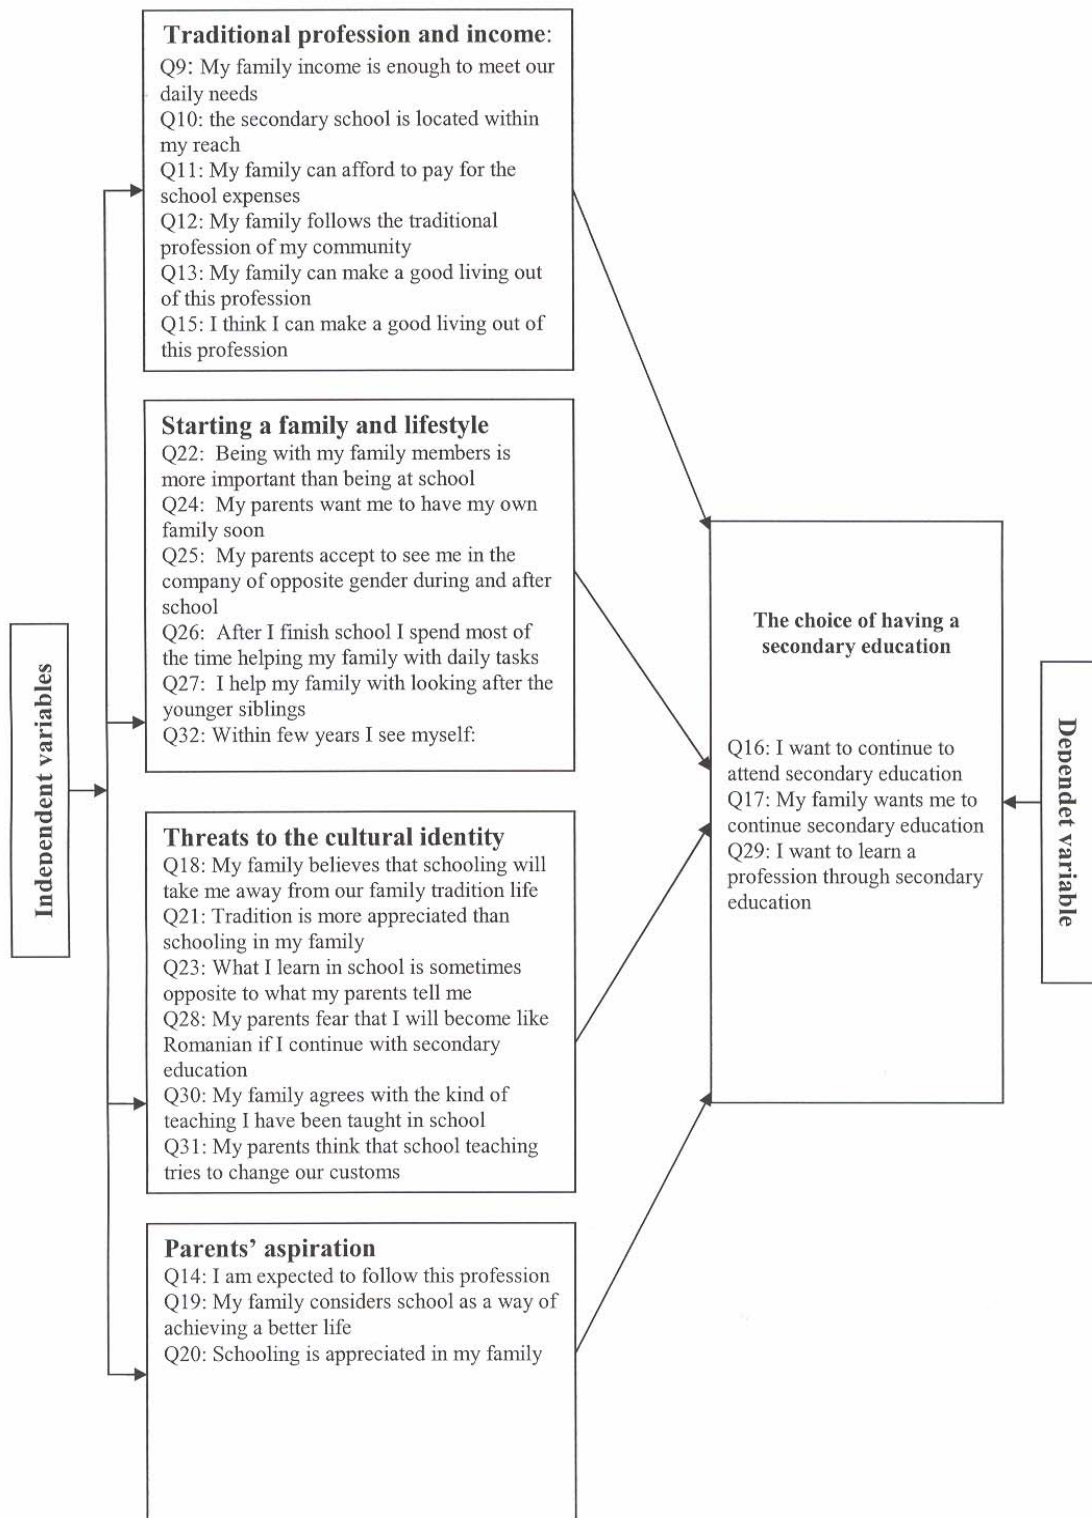 Traditional profession and income:
Q9: My family income is enough to meet our
daily needs
Q10: the secondary school is located within
my reach
Q11: My family can afford to pay for the
school expenses
Q12: My family follows the traditional
profession of my community
Q13: My family can make a good living out
of this profession
Q15: I think I can make a good living out of
this profession
Starting a family and lifestyle
Q22: Being with my family members is
more important than being at school
Q24: My parents want me to have my own
family soon
Q25: My parents accept to see me in the
company of opposite gender during and after
school
Q26: After I finish school I spend most of
the time helping my family with daily tasks
Q27: I help my family with looking after the
younger siblings
Q32: Within few years I see myself:
Independent variables
Threats to the cultural identity
Q18: My family believes that schooling will
take me away from our family tradition life
Q21: Tradition is more appreciated than
schooling in my family
Q23: What I learn in school is sometimes
opposite to what my parents tell me
Q28: My parents fear that I will become like
Romanian if I continue with secondary
education
Q30: My family agrees with the kind of
teaching I have been taught in school
Q31: My parents think that school teaching
tries to change our customs
Parents' aspiration
Q14: I am expected to follow this profession
Q19: My family considers school as a way of
achieving a better life
Q20: Schooling is appreciated in my family
The choice of having a
secondary education
Q16: I want to continue to
attend secondary education
Q17: My family wants me to
continue secondary education
Q29: I want to learn a
profession through secondary
education
Dependet variable